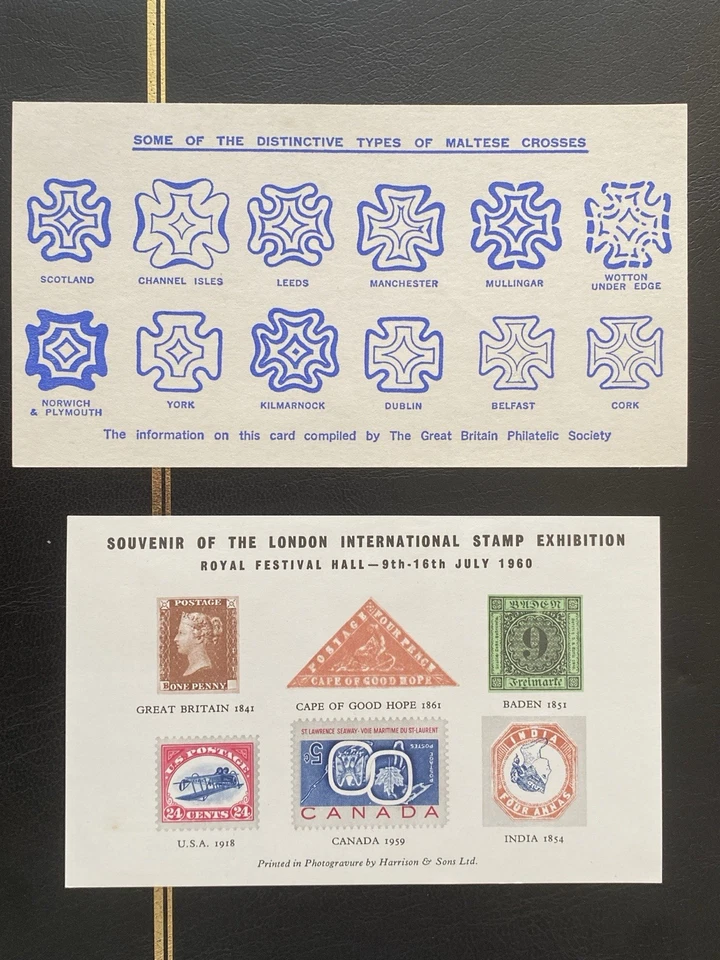 SOME OF THE DISTINCTIVE TYPES OF MALTESE CROSSES
SCOTLAND
CHANNEL ISLES
LEEDS
MANCHESTER
MULLINGAR
WOTTON
UNDER EDGE
NORWICH
& PLYMOUTH
YORK
KILMARNOCK
DUBLIN
BELFAST
CORK
The information on this card compiled by The Great Britain Philatelic Society
SOUVENIR OF THE LONDON INTERNATIONAL STAMP EXHIBITION
ROYAL FESTIVAL HALL—9th-16th JULY 1960
POSTAGE
ONE PENNY
GREAT BRITAIN 1841
POSTAGE
FOUR PENCE
CAPE OF GOOD HOPE
CAPE OF GOOD HOPE 1861
BADEN
9
Freimarke
BADEN 1851
U.S. POSTAGE
24 CENTS 24
U.S.A. 1918
ST. LAWRENCE SEAWAY - VOIE MARITIME DU ST-LAURENT
5¢
POSTES
POSTAGE
CANADA
CANADA 1959
INDIA
FOUR ANNAS
INDIA 1854
Printed in Photogravure by Harrison & Sons Ltd.